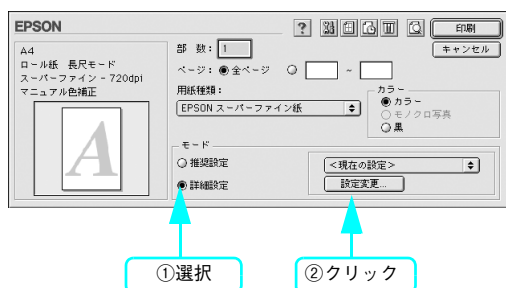 EPSON
?
印刷
キャンセル
A4
ロール紙 長尺モード
スーパーファイン - 720dpi
マニュアル色補正
A
部 数： 1
ページ： 全ページ ~
用紙種類：
EPSON スーパーファイン紙
カラー
カラー
モノクロ写真
黒
モード
推奨設定
詳細設定
<現在の設定>
設定変更...
①選択
②クリック